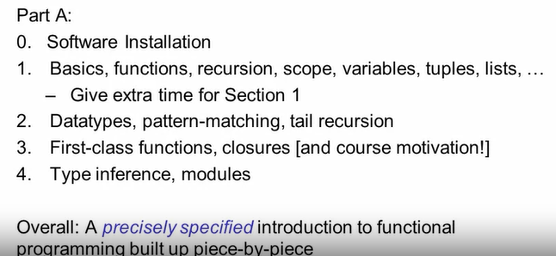 Part A:
0. Software Installation
1. Basics, functions, recursion, scope, variables, tuples, lists, …
– Give extra time for Section 1
2. Datatypes, pattern-matching, tail recursion
3. First-class functions, closures [and course motivation!]
4. Type inference, modules
Overall: A precisely specified introduction to functional
programming built up piece-by-piece